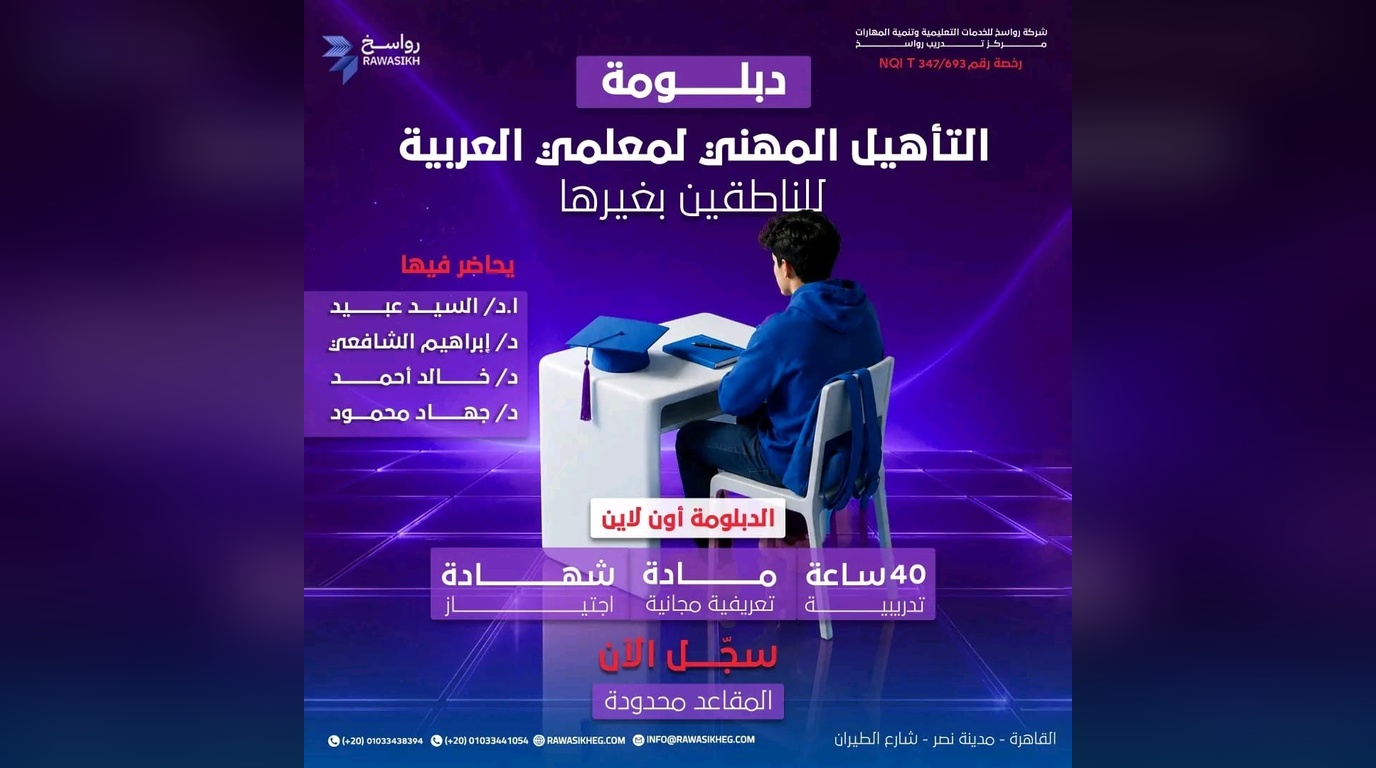 رواسخ
RAWASIKH
شركة رواسخ للخدمات التعليمية وتنمية المهارات
مركز تدريب رواسخ
رخصة رقم NQI T 347/693
دبلومة
التأهيل المهني لمعلمي العربية
للناطقين بغيرها
يحاضر فيها
ا.د/ السيد عبيد
د/ إبراهيم الشافعي
د/ خالد أحمد
د/ جهاد محمود
الدبلومة أون لاين
40 ساعة
تدريبية
مادة
تعريفية مجانية
شهادة
اجتياز
سجّل الآن
المقاعد محدودة
(+20) 01033438394 (+20) 01033441054 RAWASIKHEG.COM INFO@RAWASIKHEG.COM
القاهرة - مدينة نصر - شارع الطيران